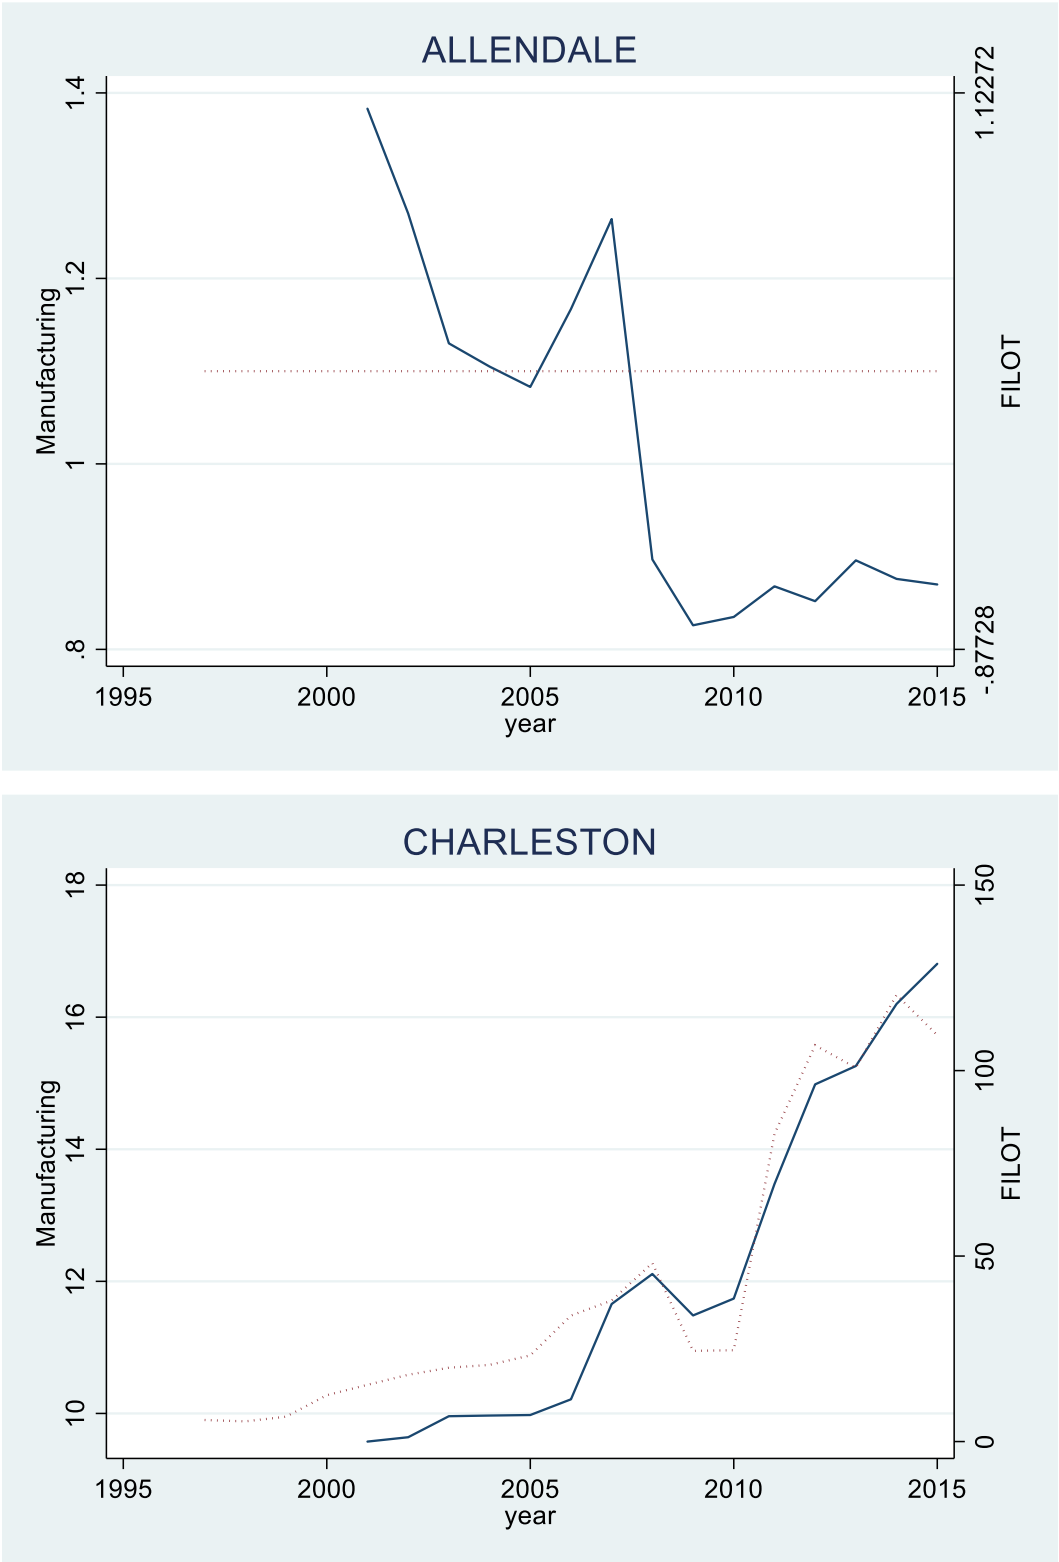 ALLENDALE
1.4
1.2
1
.8
Manufacturing
1.12272
-.87728
FILOT
1995 2000 2005 2010 2015
year
CHARLESTON
18
16
14
12
10
Manufacturing
150
100
50
0
FILOT
1995 2000 2005 2010 2015
year